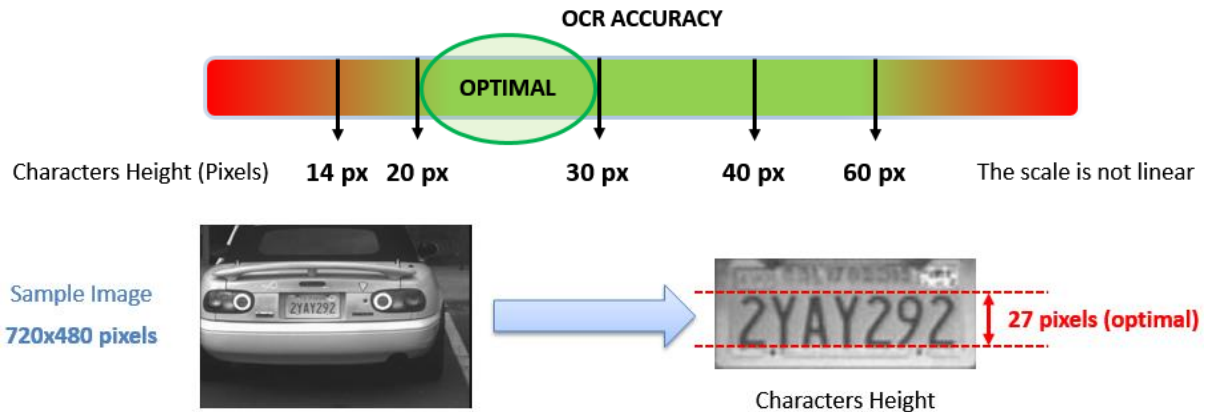 OCR ACCURACY
OPTIMAL
Characters Height (Pixels) 14 px 20 px 30 px 40 px 60 px The scale is not linear
Sample Image
720x480 pixels
2YAY292
2YAY292
27 pixels (optimal)
Characters Height